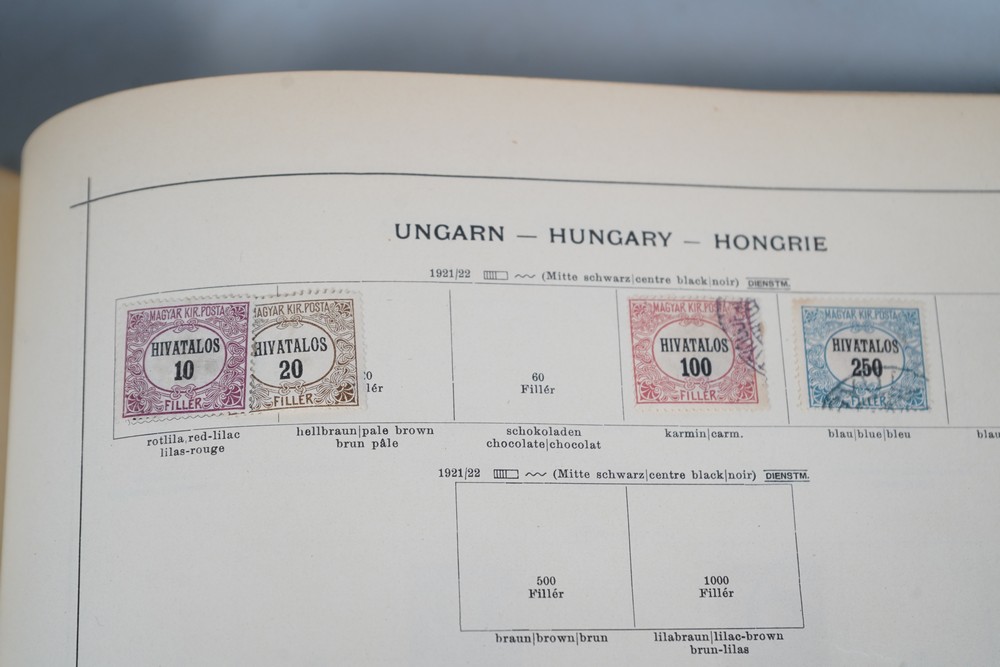 UNGARN — HUNGARY — HONGRIE
1921/22 (Mitte schwarz|centre black|noir) DIENSTM.
MAGYAR KIR. POSTA
HIVATALOS
10
FILLÉR
MAGYAR KIR. POSTA
HIVATALOS
20
FILLÉR
lér
60
Fillér
MAGYAR KIR. POSTA
HIVATALOS
100
FILLÉR
MAGYAR KIR. POSTA
HIVATALOS
250
FILLÉR
rotlila, red-lilac
lilas-rouge
hellbraun|pale brown
brun pâle
schokoladen
chocolate|chocolat
karmin|carm.
blau|blue|bleu
blau
1921/22 (Mitte schwarz|centre black|noir) DIENSTM.
500
Fillér
1000
Fillér
braun|brown|brun
lilabraun|lilac-brown
brun-lilas